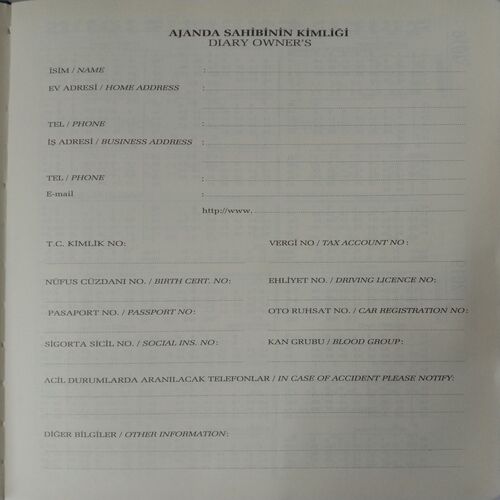 AJANDA SAHİBİNİN KİMLİĞİ
DIARY OWNER'S
İSİM / NAME :
EV ADRESİ / HOME ADDRESS :
TEL / PHONE :
İŞ ADRESİ / BUSINESS ADDRESS :
TEL / PHONE :
E-mail :
http://www.
T.C. KİMLİK NO: VERGİ NO / TAX ACCOUNT NO :
NÜFUS CÜZDANI NO. / BIRTH CERT. NO: EHLİYET NO. / DRIVING LICENCE NO:
PASAPORT NO. / PASSPORT NO: OTO RUHSAT NO. / CAR REGISTRATION NO:
SİGORTA SİCİL NO. / SOCIAL INS. NO : KAN GRUBU / BLOOD GROUP:
ACİL DURUMLARDA ARANILACAK TELEFONLAR / IN CASE OF ACCIDENT PLEASE NOTIFY:
DİĞER BİLGİLER / OTHER INFORMATION :